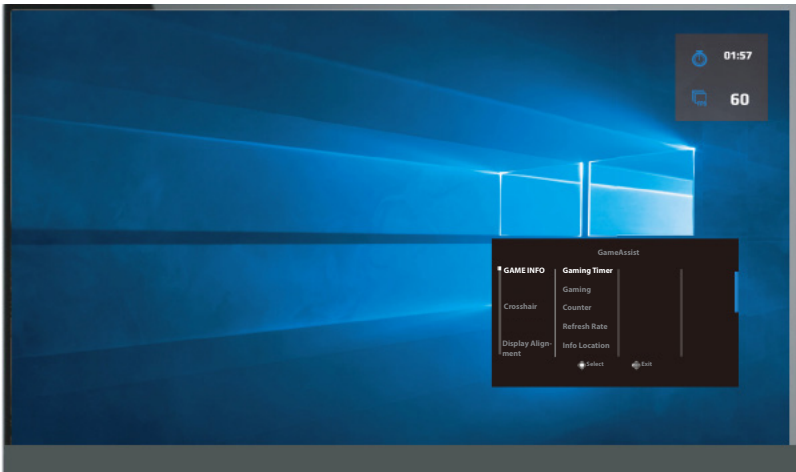 01:57
60
GameAssist
GAME INFO
Gaming Timer
Gaming
Crosshair
Counter
Refresh Rate
Display Align-
ment
Info Location
Select
Exit